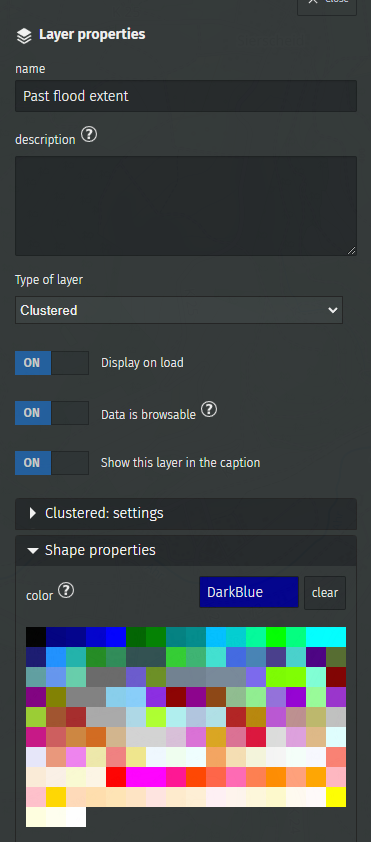 Close
Layer properties
name
Past flood extent
description ?
Type of layer
Clustered
ON Display on load
ON Data is browsable ?
ON Show this layer in the caption
Clustered: settings
Shape properties
color ? DarkBlue clear